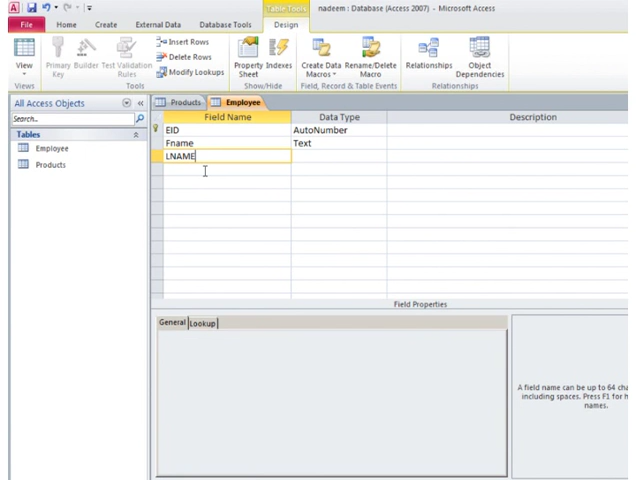 Table Tools
nadeem : Database (Access 2007) - Microsoft Access
File Home Create External Data Database Tools Design
View Primary Key Builder Test Validation Rules Insert Rows Delete Rows Modify Lookups Property Sheet Indexes Create Data Macros Rename/Delete Macro Relationships Object Dependencies
Views Tools Show/Hide Field, Record & Table Events Relationships
All Access Objects
Search...
Tables
Employee
Products
Products Employee
Field Name Data Type Description
EID AutoNumber
Fname Text
LNAME
Field Properties
General Lookup
A field name can be up to 64 cha
including spaces. Press F1 for h
names.